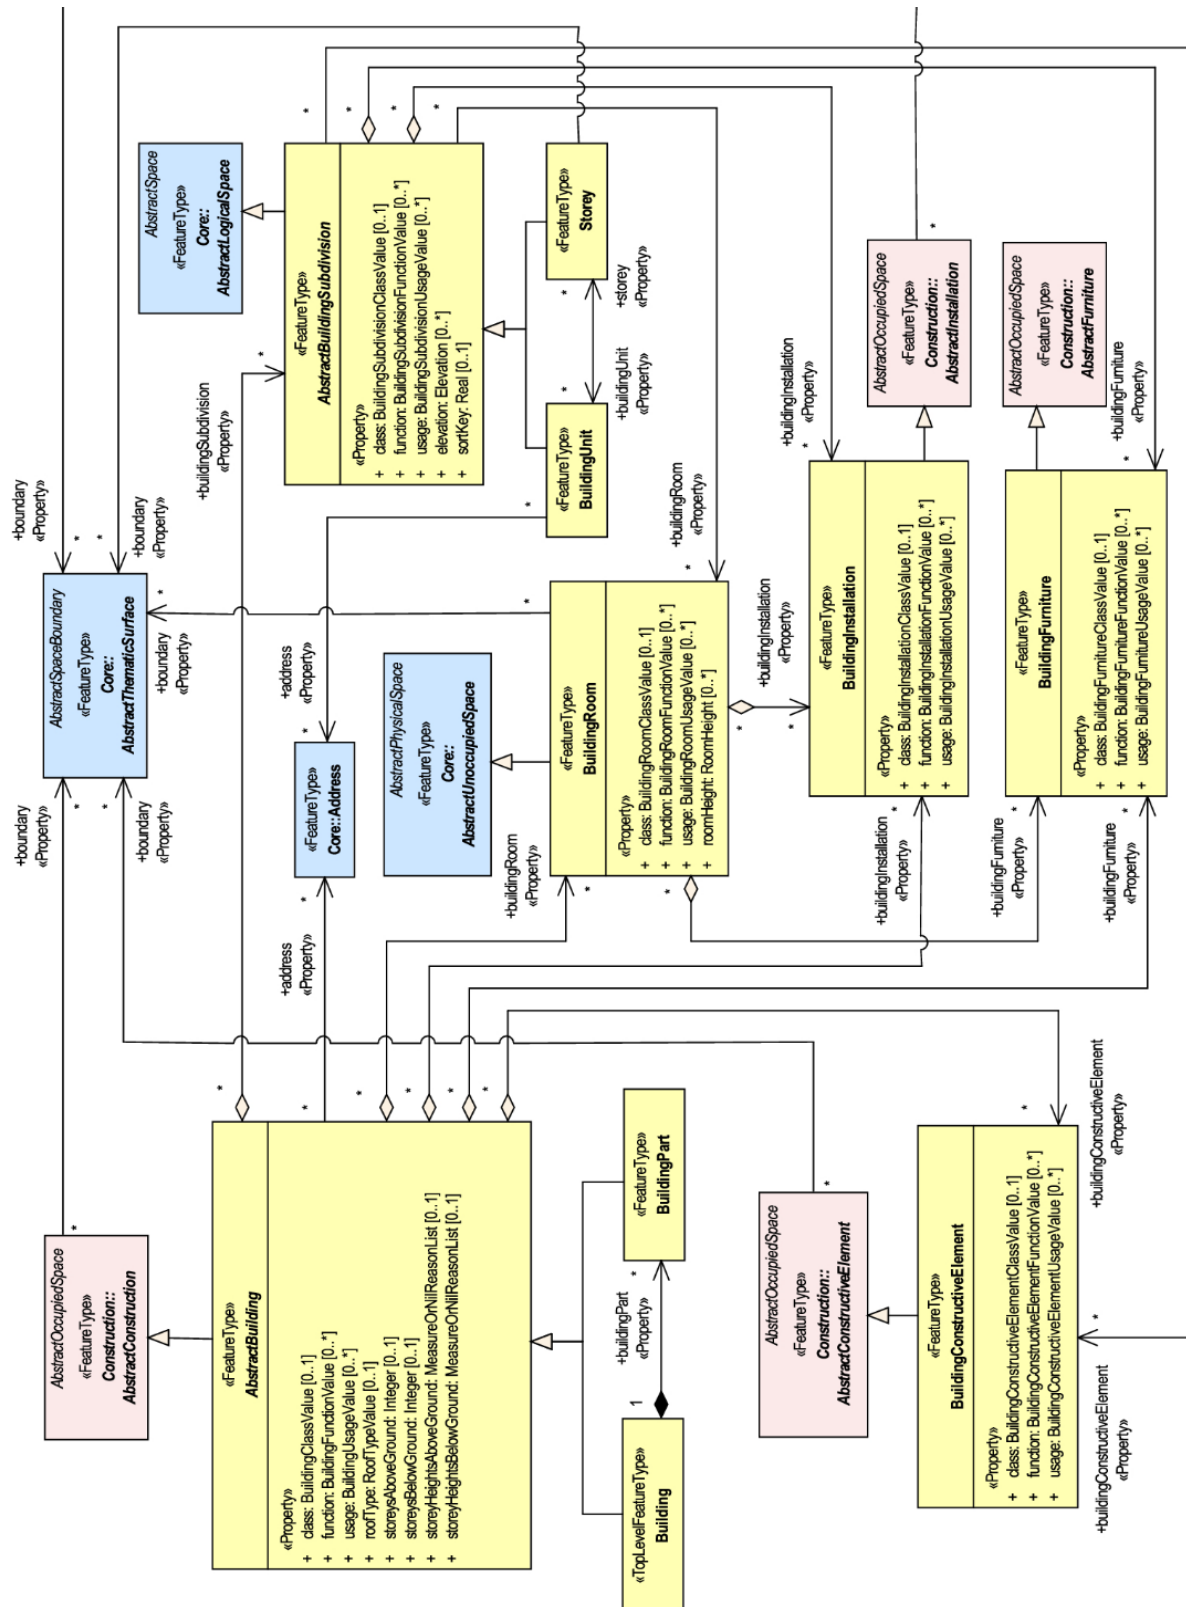 AbstractOccupiedSpace
«FeatureType»
Construction::
AbstractConstruction
*
+boundary
«Property»
*
*
+boundary
«Property»
AbstractSpaceBoundary
«FeatureType»
Core::
AbstractThematicSurface
+boundary
«Property»
*
*
+boundary
«Property»
*
+boundary
«Property»
AbstractSpace
«FeatureType»
Core::
AbstractLogicalSpace
«FeatureType»
AbstractBuilding
«Property»
+ class: BuildingClassValue [0..1]
+ function: BuildingFunctionValue [0..*]
+ usage: BuildingUsageValue [0..*]
+ roofType: RoofTypeValue [0..1]
+ storeysAboveGround: Integer [0..1]
+ storeysBelowGround: Integer [0..1]
+ storeyHeightsAboveGround: MeasureOrNilReasonList [0..1]
+ storeyHeightsBelowGround: MeasureOrNilReasonList [0..1]
*
*
*
*
*
*
+buildingSubdivision
«Property»
*
+address
«Property»
*
«FeatureType»
Core::Address
*
+address
«Property»
«FeatureType»
AbstractBuildingSubdivision
«Property»
+ class: BuildingSubdivisionClassValue [0..1]
+ function: BuildingSubdivisionFunctionValue [0..*]
+ usage: BuildingSubdivisionUsageValue [0..*]
+ elevation: Elevation [0..*]
+ sortKey: Real [0..1]
*
*
*
*
AbstractPhysicalSpace
«FeatureType»
Core::
AbstractUnoccupiedSpace
+buildingRoom
«Property»
*
*
«FeatureType»
BuildingRoom
«Property»
+ class: BuildingRoomClassValue [0..1]
+ function: BuildingRoomFunctionValue [0..*]
+ usage: BuildingRoomUsageValue [0..*]
+ roomHeight: RoomHeight [0..*]
*
*
*
+buildingRoom
«Property»
*
«FeatureType»
BuildingUnit
*
+buildingUnit
«Property»
*
+storey
«Property»
«FeatureType»
Storey
«TopLevelFeatureType»
Building
1
+buildingPart
«Property»
*
«FeatureType»
BuildingPart
+buildingInstallation
«Property»
*
+buildingInstallation
«Property»
*
+buildingInstallation
«Property»
*
«FeatureType»
BuildingInstallation
«Property»
+ class: BuildingInstallationClassValue [0..1]
+ function: BuildingInstallationFunctionValue [0..*]
+ usage: BuildingInstallationUsageValue [0..*]
AbstractOccupiedSpace
«FeatureType»
Construction::
AbstractInstallation
*
AbstractOccupiedSpace
«FeatureType»
Construction::
AbstractConstructiveElement
*
«FeatureType»
BuildingConstructiveElement
«Property»
+ class: BuildingConstructiveElementClassValue [0..1]
+ function: BuildingConstructiveElementFunctionValue [0..*]
+ usage: BuildingConstructiveElementUsageValue [0..*]
*
+buildingConstructiveElement
«Property»
*
+buildingConstructiveElement
«Property»
+buildingFurniture
«Property»
*
+buildingFurniture
«Property»
*
+buildingFurniture
«Property»
*
«FeatureType»
BuildingFurniture
«Property»
+ class: BuildingFurnitureClassValue [0..1]
+ function: BuildingFurnitureFunctionValue [0..*]
+ usage: BuildingFurnitureUsageValue [0..*]
AbstractOccupiedSpace
«FeatureType»
Construction::
AbstractFurniture